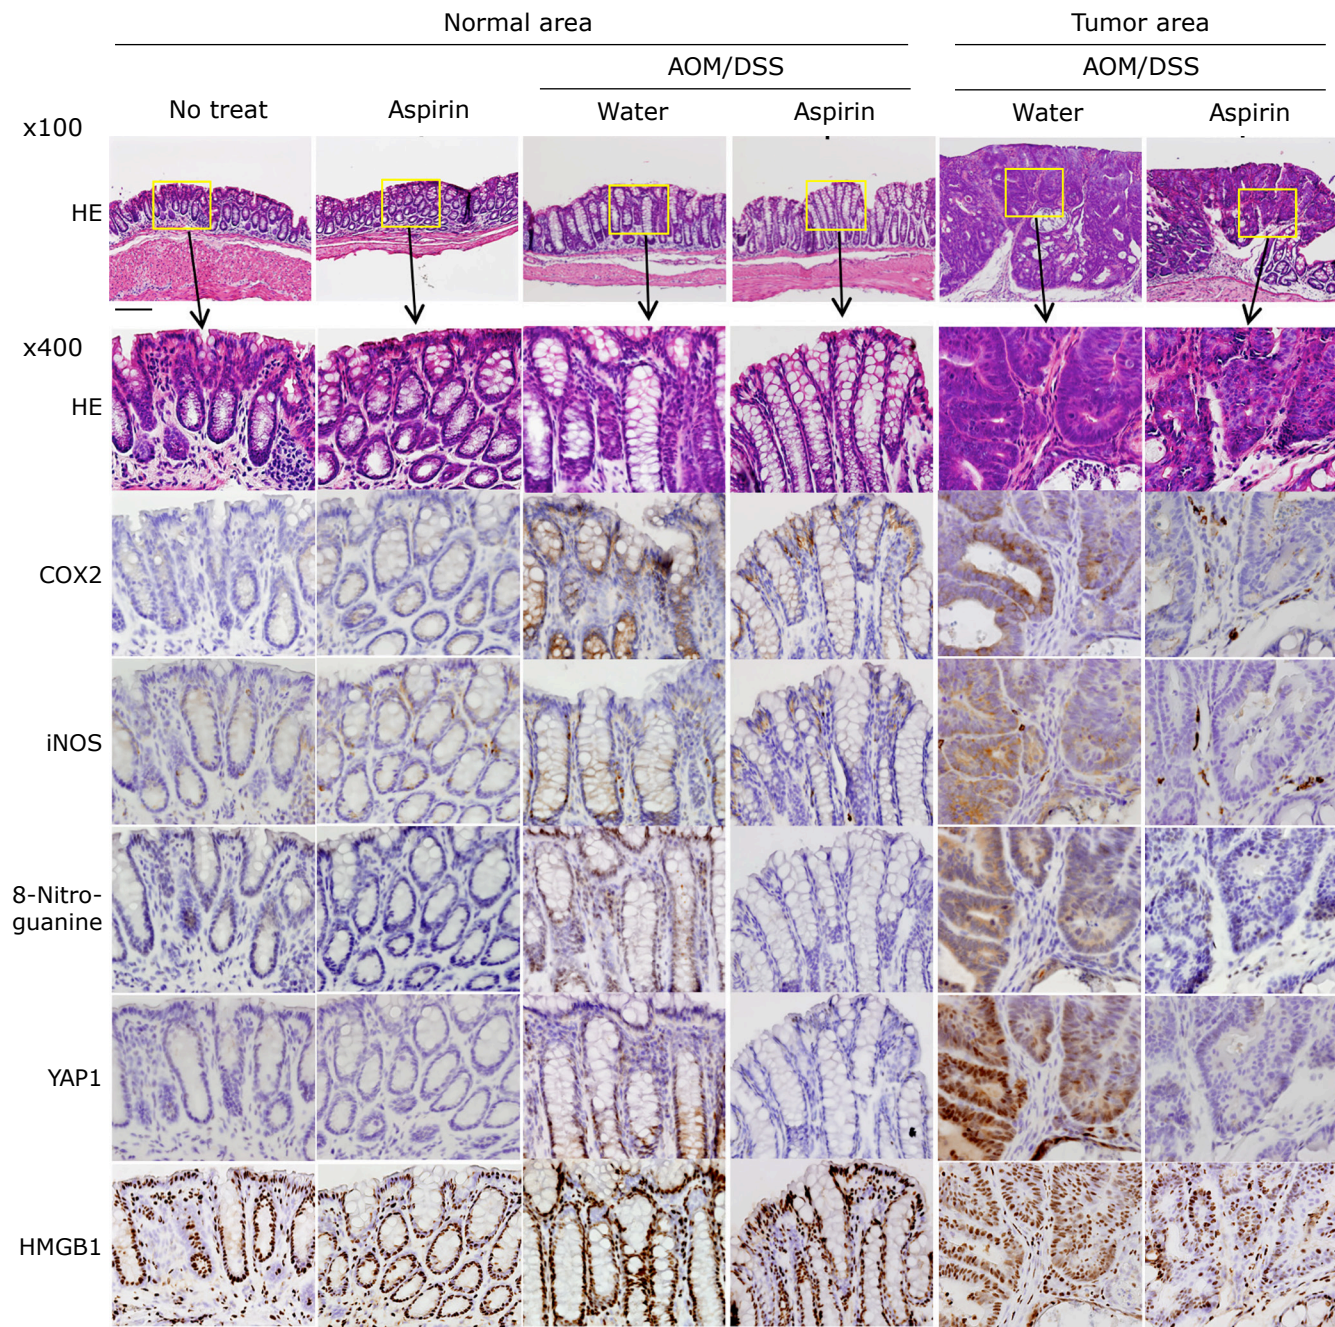 Normal area
Tumor area
AOM/DSS
AOM/DSS
No treat
Aspirin
Water
Aspirin
Water
Aspirin
x100
HE
x400
HE
COX2
iNOS
8-Nitro-
guanine
YAP1
HMGB1